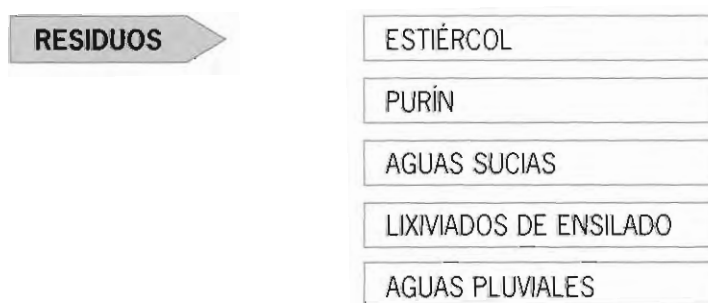 RESIDUOS
ESTIÉRCOL
PURÍN
AGUAS SUCIAS
LIXIVIADOS DE ENSILADO
AGUAS PLUVIALES